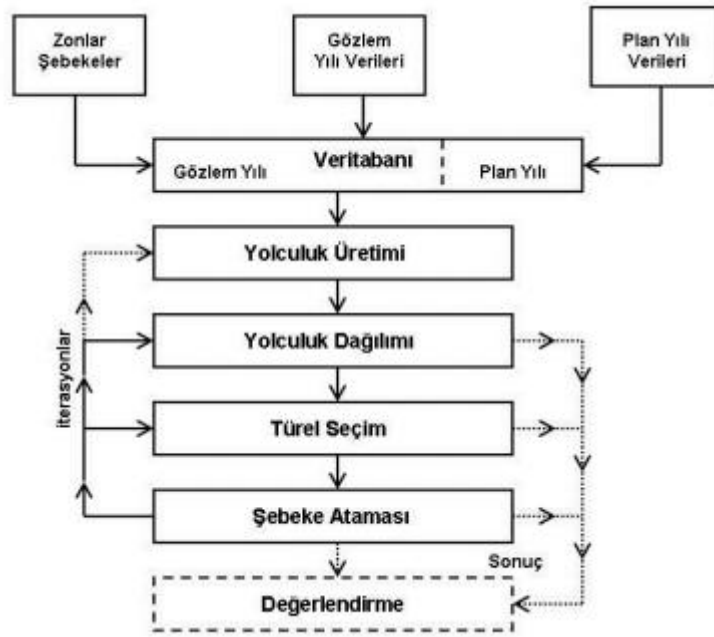 Zonlar
Şebekeler
Gözlem
Yılı Verileri
Plan Yılı
Verileri
Veritabanı
Gözlem Yılı
Plan Yılı
Yolculuk Üretimi
Yolculuk Dağılımı
iterasyonlar
Türel Seçim
Şebeke Ataması
Sonuç
Değerlendirme